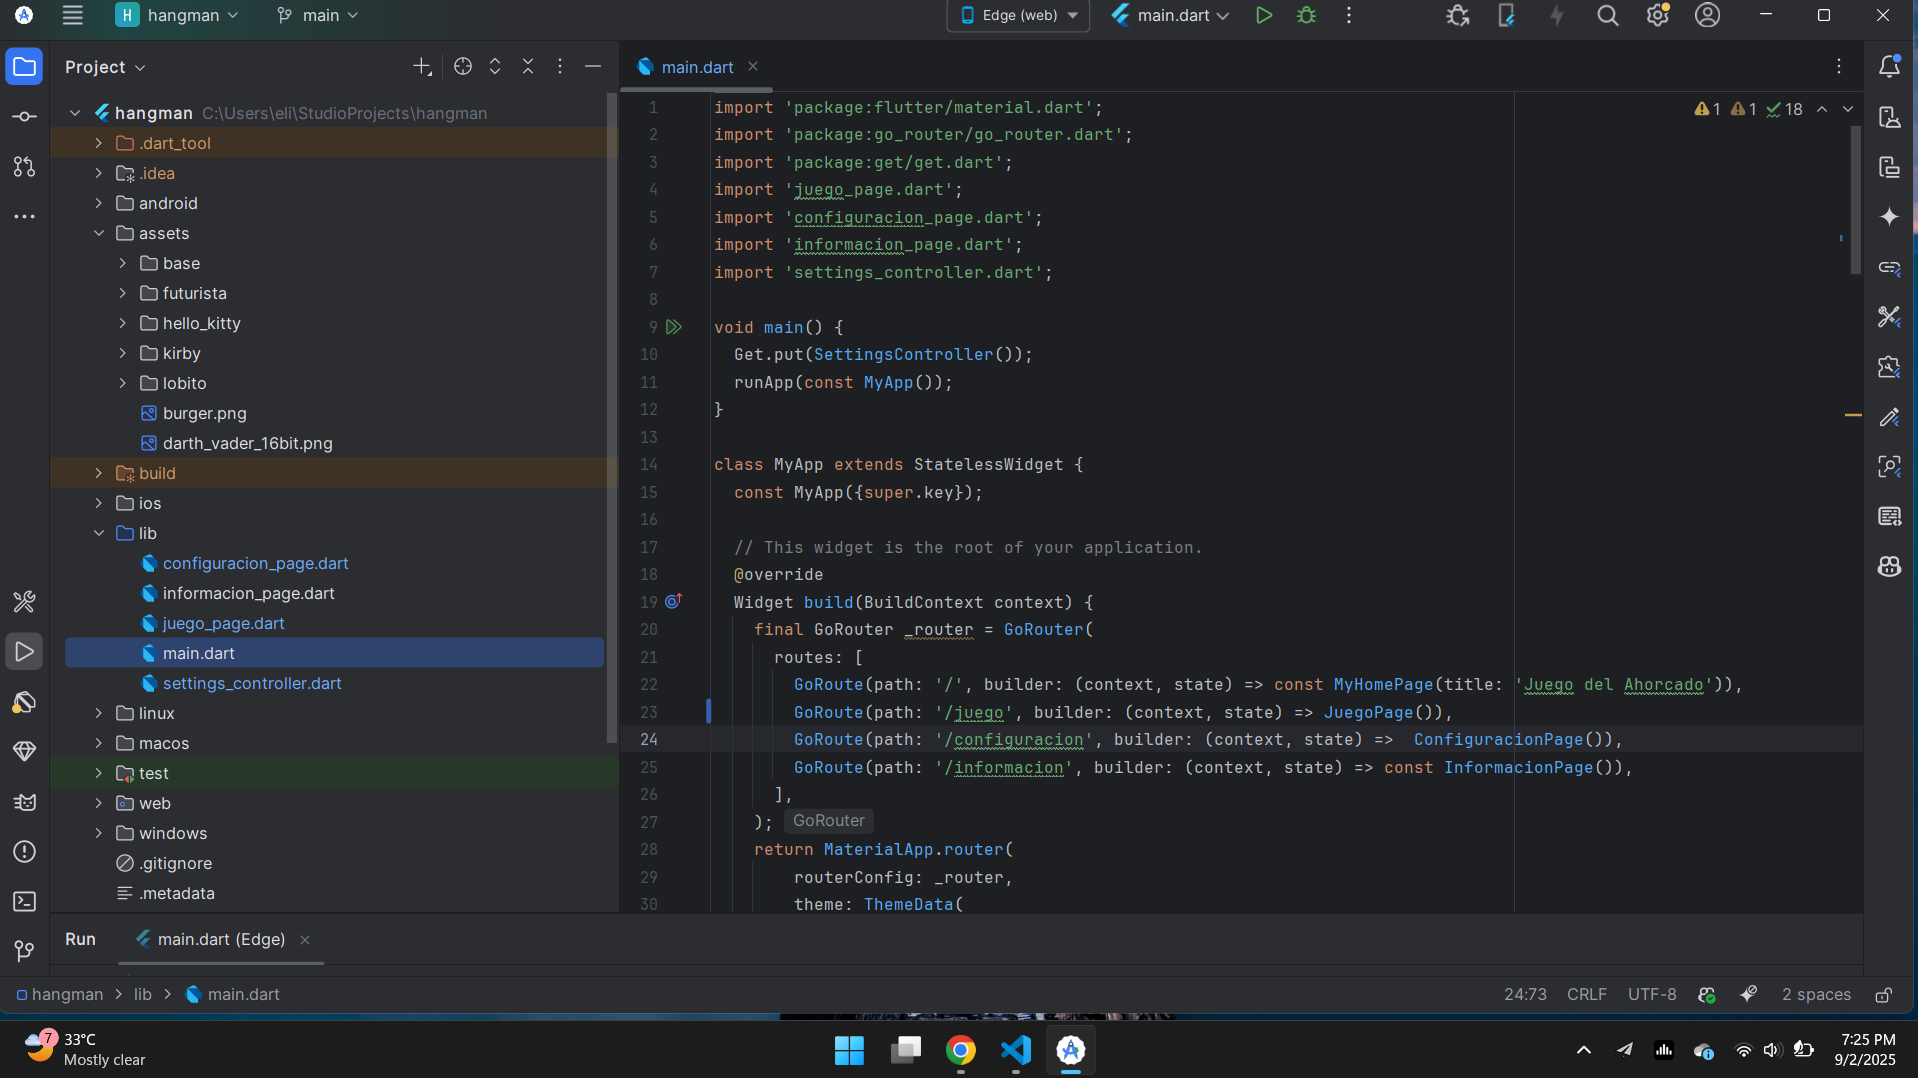 H hangman main Edge (web) main.dart
Project
main.dart
hangman C:\Users\eli\StudioProjects\hangman
.dart_tool
.idea
android
assets
base
futurista
hello_kitty
kirby
lobito
burger.png
darth_vader_16bit.png
build
ios
lib
configuracion_page.dart
informacion_page.dart
juego_page.dart
main.dart
settings_controller.dart
linux
macos
test
web
windows
.gitignore
.metadata
1 1 18
1 import 'package:flutter/material.dart';
2 import 'package:go_router/go_router.dart';
3 import 'package:get/get.dart';
4 import 'juego_page.dart';
5 import 'configuracion_page.dart';
6 import 'informacion_page.dart';
7 import 'settings_controller.dart';
8
9 void main() {
10 Get.put(SettingsController());
11 runApp(const MyApp());
12 }
13
14 class MyApp extends StatelessWidget {
15 const MyApp({super.key});
16
17 // This widget is the root of your application.
18 @override
19 Widget build(BuildContext context) {
20 final GoRouter _router = GoRouter(
21 routes: [
22 GoRoute(path: '/', builder: (context, state) => const MyHomePage(title: 'Juego del Ahorcado')),
23 GoRoute(path: '/juego', builder: (context, state) => JuegoPage()),
24 GoRoute(path: '/configuracion', builder: (context, state) =>  ConfiguracionPage()),
25 GoRoute(path: '/informacion', builder: (context, state) => const InformacionPage()),
26 ],
27 ); GoRouter
28 return MaterialApp.router(
29 routerConfig: _router,
30 theme: ThemeData(
Run main.dart (Edge)
hangman > lib > main.dart
24:73 CRLF UTF-8 2 spaces
7
33°C
Mostly clear
7:25 PM
9/2/2025